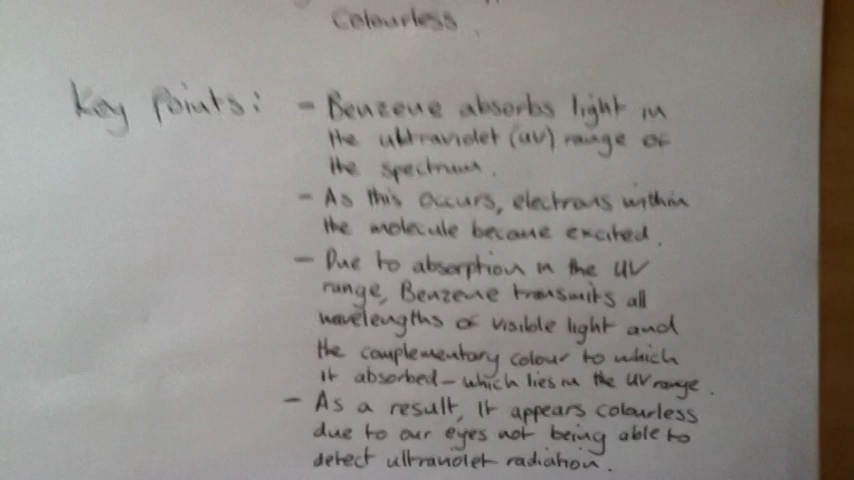 Colourless.
Key Points: - Benzene absorbs light in
the ultraviolet (uv) range of
the spectrum.
- As this occurs, electrons within
the molecule become excited.
- Due to absorption in the UV
range, Benzene transmits all
wavelengths of visible light and
the complementary colour to which
it absorbed - which lies in the UV range.
- As a result, it appears colourless
due to our eyes not being able to
detect ultraviolet radiation.